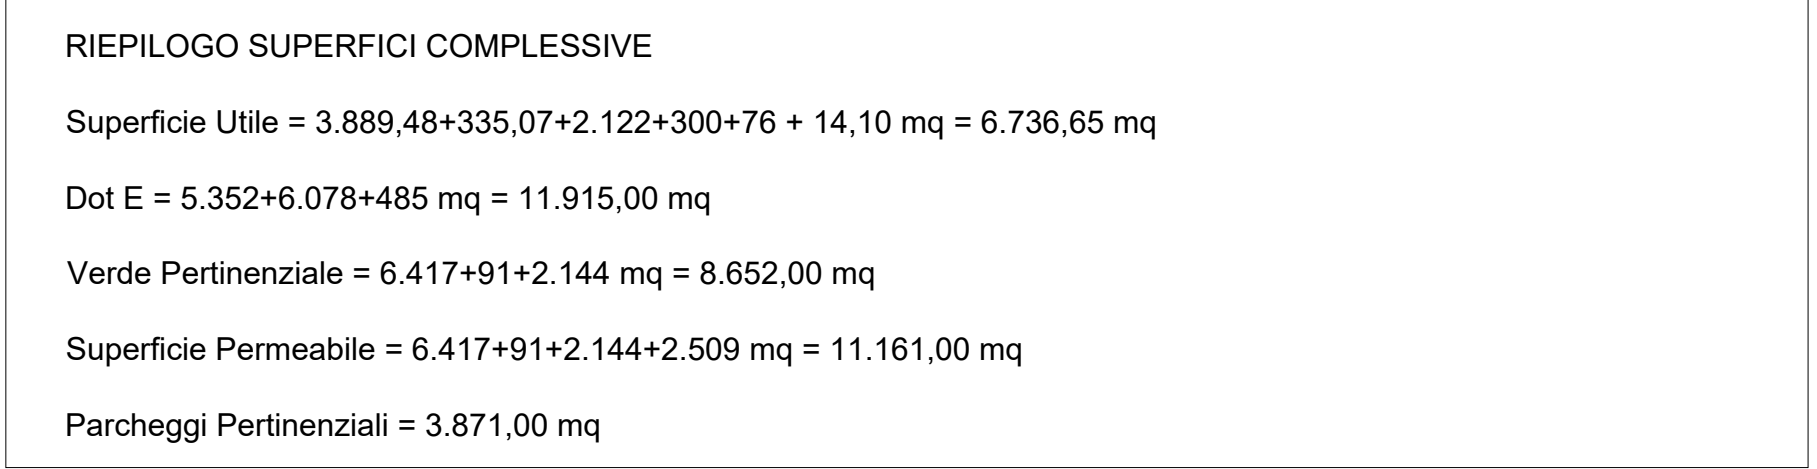 RIEPILOGO SUPERFICI COMPLESSIVE
Superficie Utile = 3.889,48+335,07+2.122+300+76 + 14,10 mq = 6.736,65 mq
Dot E = 5.352+6.078+485 mq = 11.915,00 mq
Verde Pertinenziale = 6.417+91+2.144 mq = 8.652,00 mq
Superficie Permeabile = 6.417+91+2.144+2.509 mq = 11.161,00 mq
Parcheggi Pertinenziali = 3.871,00 mq